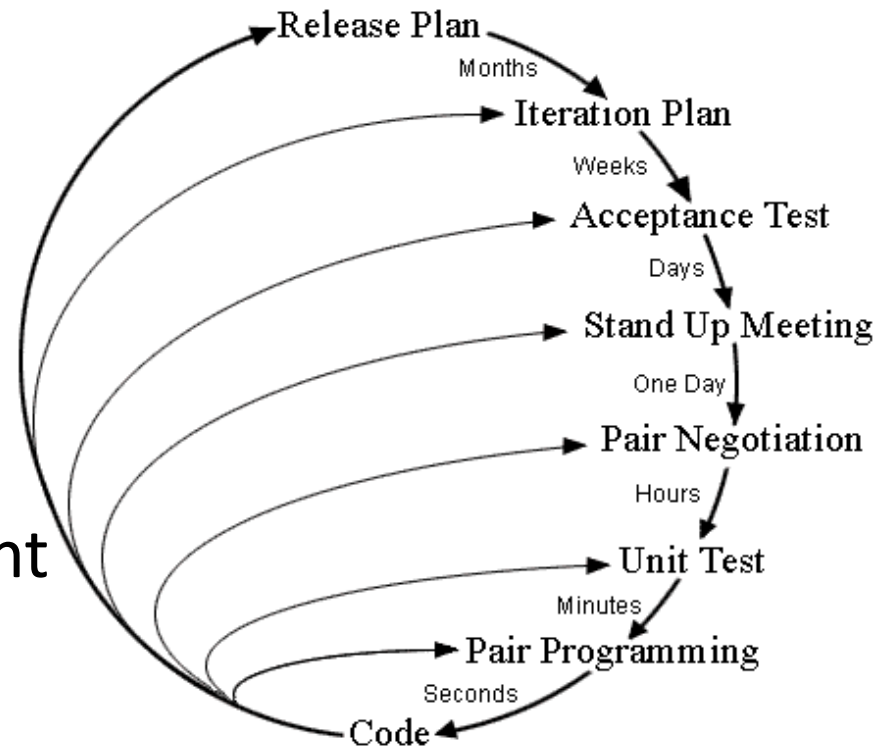 Release Plan
Months
Iteration Plan
Weeks
Acceptance Test
Days
Stand Up Meeting
One Day
Pair Negotiation
Hours
nt
Unit Test
Minutes
Pair Programming
Seconds
Code